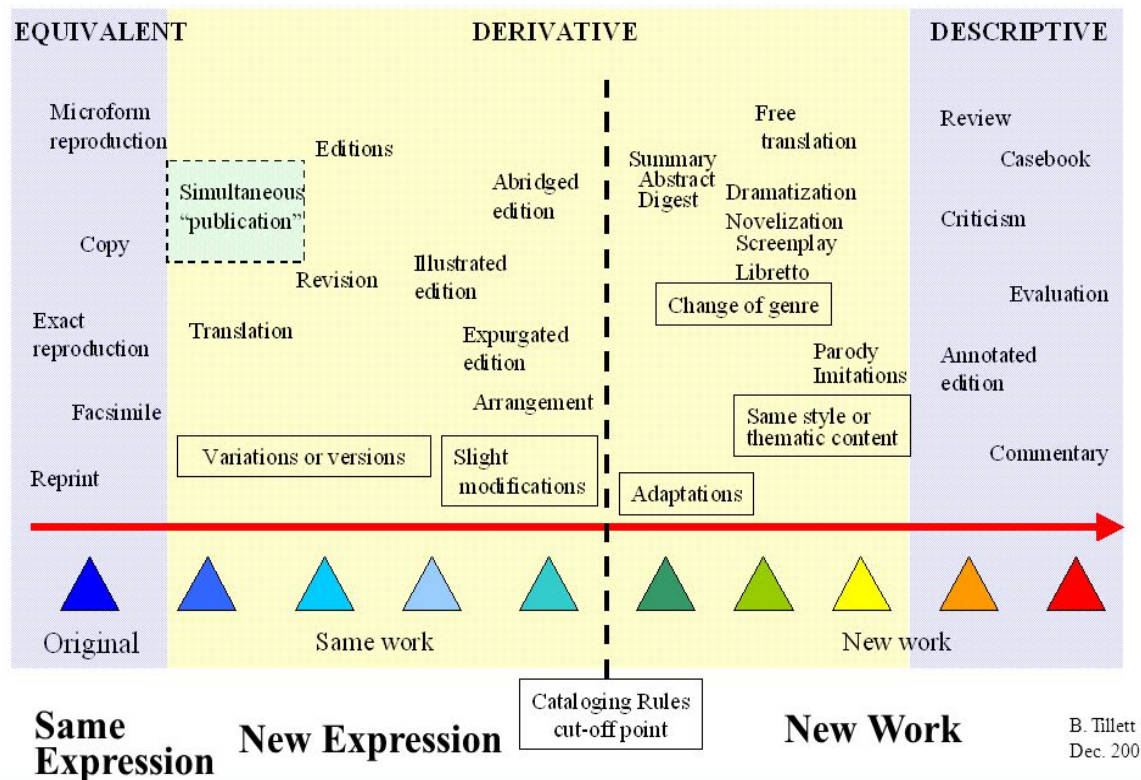 EQUIVALENT
DERIVATIVE
DESCRIPTIVE
Microform
reproduction
Copy
Exact
reproduction
Facsimile
Reprint
Simultaneous
“publication”
Editions
Revision
Translation
Abridged
edition
Illustrated
edition
Expurgated
edition
Arrangement
Variations or versions
Slight
modifications
Summary
Abstract
Digest
Free
translation
Dramatization
Novelization
Screenplay
Libretto
Change of genre
Parody
Imitations
Same style or
thematic content
Adaptations
Review
Casebook
Criticism
Evaluation
Annotated
edition
Commentary
Original
Same work
New work
Cataloging Rules
cut-off point
Same
Expression
New Expression
New Work
B. Tillett
Dec. 200